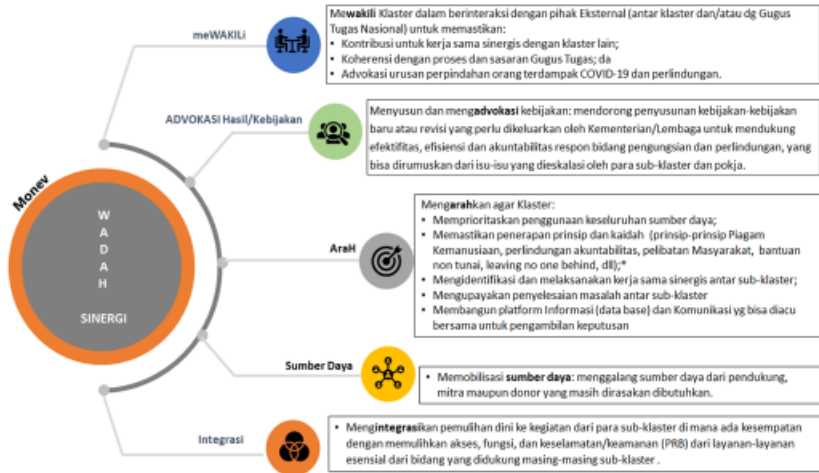 meWAKILi
Mewakili Klaster dalam berinteraksi dengan pihak Eksternal (antar klaster dan/atau dg Gugus
Tugas Nasional) untuk memastikan:
• Kontribusi untuk kerja sama sinergis dengan klaster lain;
• Koherensi dengan proses dan sasaran Gugus Tugas; da
• Advokasi urusan perpindahan orang terdampak COVID-19 dan perlindungan.
ADVOKASI Hasil/Kebijakan
Menyusun dan mengadvokasi kebijakan: mendorong penyusunan kebijakan-kebijakan
baru atau revisi yang perlu dikeluarkan oleh Kementerian/Lembaga untuk mendukung
efektifitas, efisiensi dan akuntabilitas respon bidang pengungsian dan perlindungan, yang
bisa dirumuskan dari isu-isu yang dieskalasi oleh para sub-klaster dan pokja.
Monev
W
A
D
A
H
SINERGI
AraH
Mengarahkan agar Klaster:
• Memprioritaskan penggunaan keseluruhan sumber daya;
• Memastikan penerapan prinsip dan kaidah (prinsip-prinsip Piagam
Kemanusiaan, perlindungan akuntabilitas, pelibatan Masyarakat, bantuan
non tunai, leaving no one behind, dll);*
• Mengidentifikasi dan melaksanakan kerja sama sinergis antar sub-klaster;
• Mengupayakan penyelesaian masalah antar sub-klaster
• Membangun platform Informasi (data base) dan Komunikasi yg bisa diacu
bersama untuk pengambilan keputusan
Sumber Daya
• Memobilisasi sumber daya: menggalang sumber daya dari pendukung,
mitra maupun donor yang masih dirasakan dibutuhkan.
Integrasi
• Mengintegrasikan pemulihan dini ke kegiatan dari para sub-klaster di mana ada kesempatan
dengan memulihkan akses, fungsi, dan keselamatan/keamanan (PRB) dari layanan-layanan
esensial dari bidang yang didukung masing-masing sub-klaster .